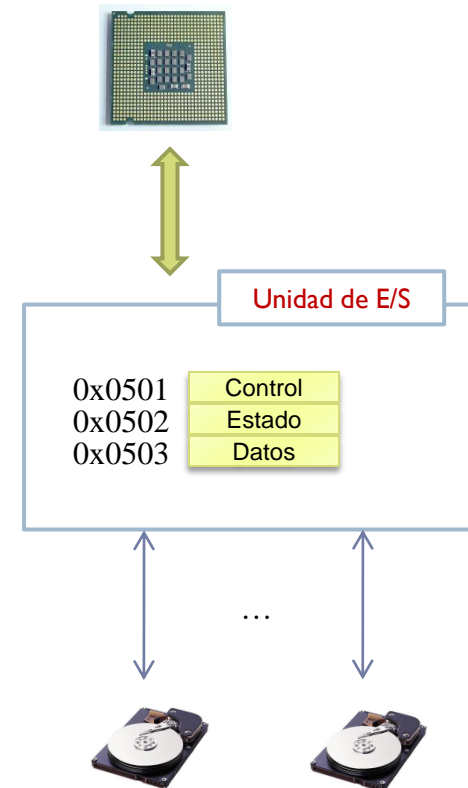 Unidad de E/S
0x0501 Control
0x0502 Estado
0x0503 Datos
…